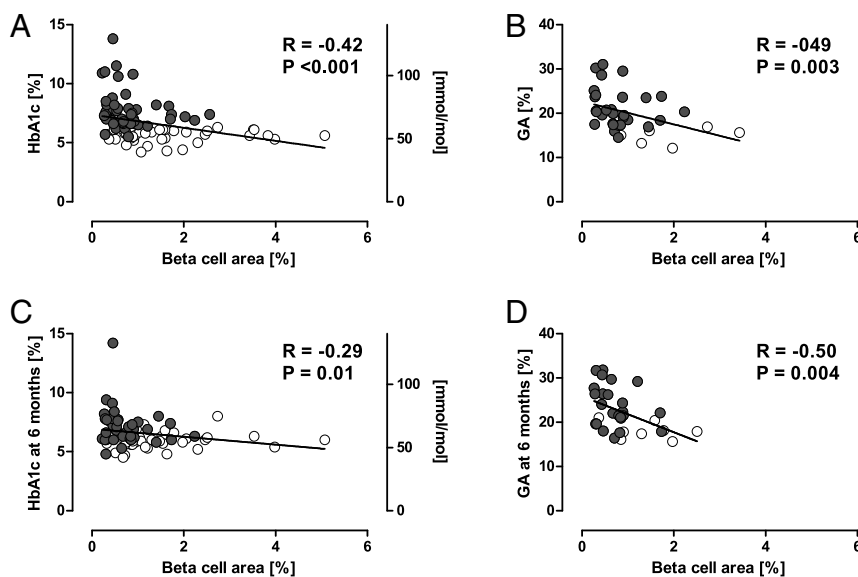 A
15
10
5
0
HbA1c [%]
R = -0.42
P <0.001
100
50
0
[mmol/mol]
0 2 4 6
Beta cell area [%]
B
40
30
20
10
0
GA [%]
R = -049
P = 0.003
0 2 4 6
Beta cell area [%]
C
15
10
5
0
HbA1c at 6 months [%]
R = -0.29
P = 0.01
100
50
0
[mmol/mol]
0 2 4 6
Beta cell area [%]
D
40
30
20
10
0
GA at 6 months [%]
R = -0.50
P = 0.004
0 2 4 6
Beta cell area [%]